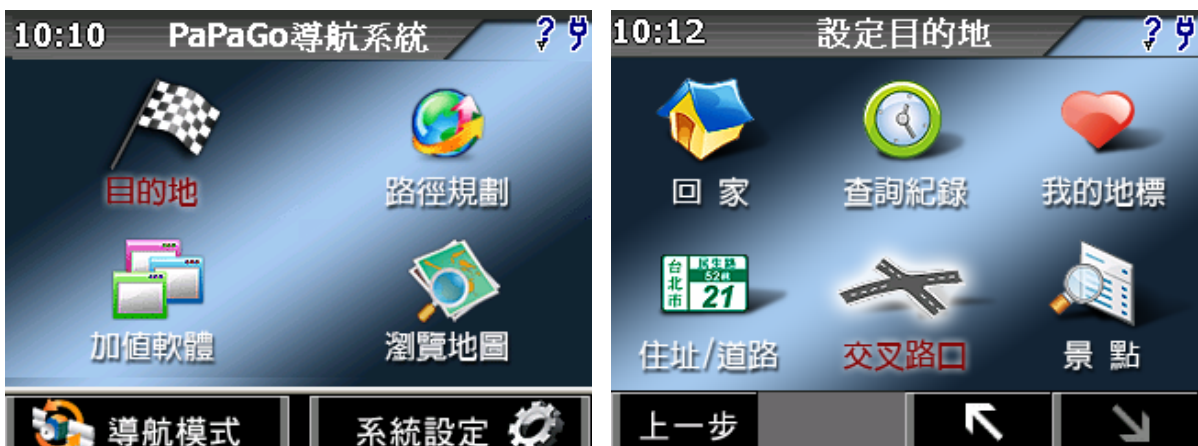 10:10 PaPaGo導航系統
目的地 路徑規劃
加值軟體 瀏覽地圖
導航模式 系統設定
10:12 設定目的地
回家 查詢紀錄 我的地標
台北市 民生路 52巷 21
住址/道路 交叉路口 景點
上一步